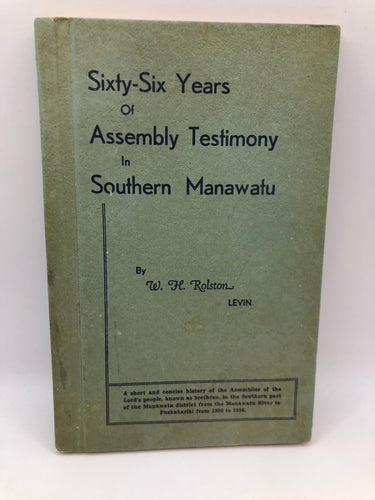 Sixty-Six Years
Of
Assembly Testimony
In
Southern Manawatu
By
W. H. Rolston
LEVIN
A short and concise history of the Assemblies of the
Lord's people, known as brethren, in the Southern part
of the Manawatu district from the Manawatu River to
Paekakariki from 1890 to 1956.